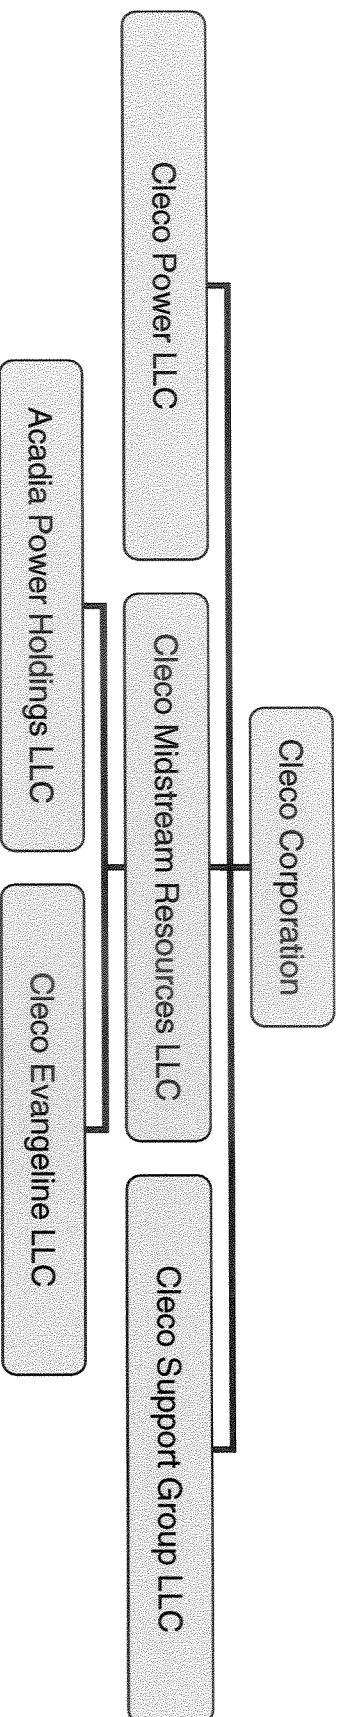 Cleco Corporation
Cleco Power LLC
Cleco Midstream Resources LLC
Cleco Support Group LLC
Acadia Power Holdings LLC
Cleco Evangeline LLC